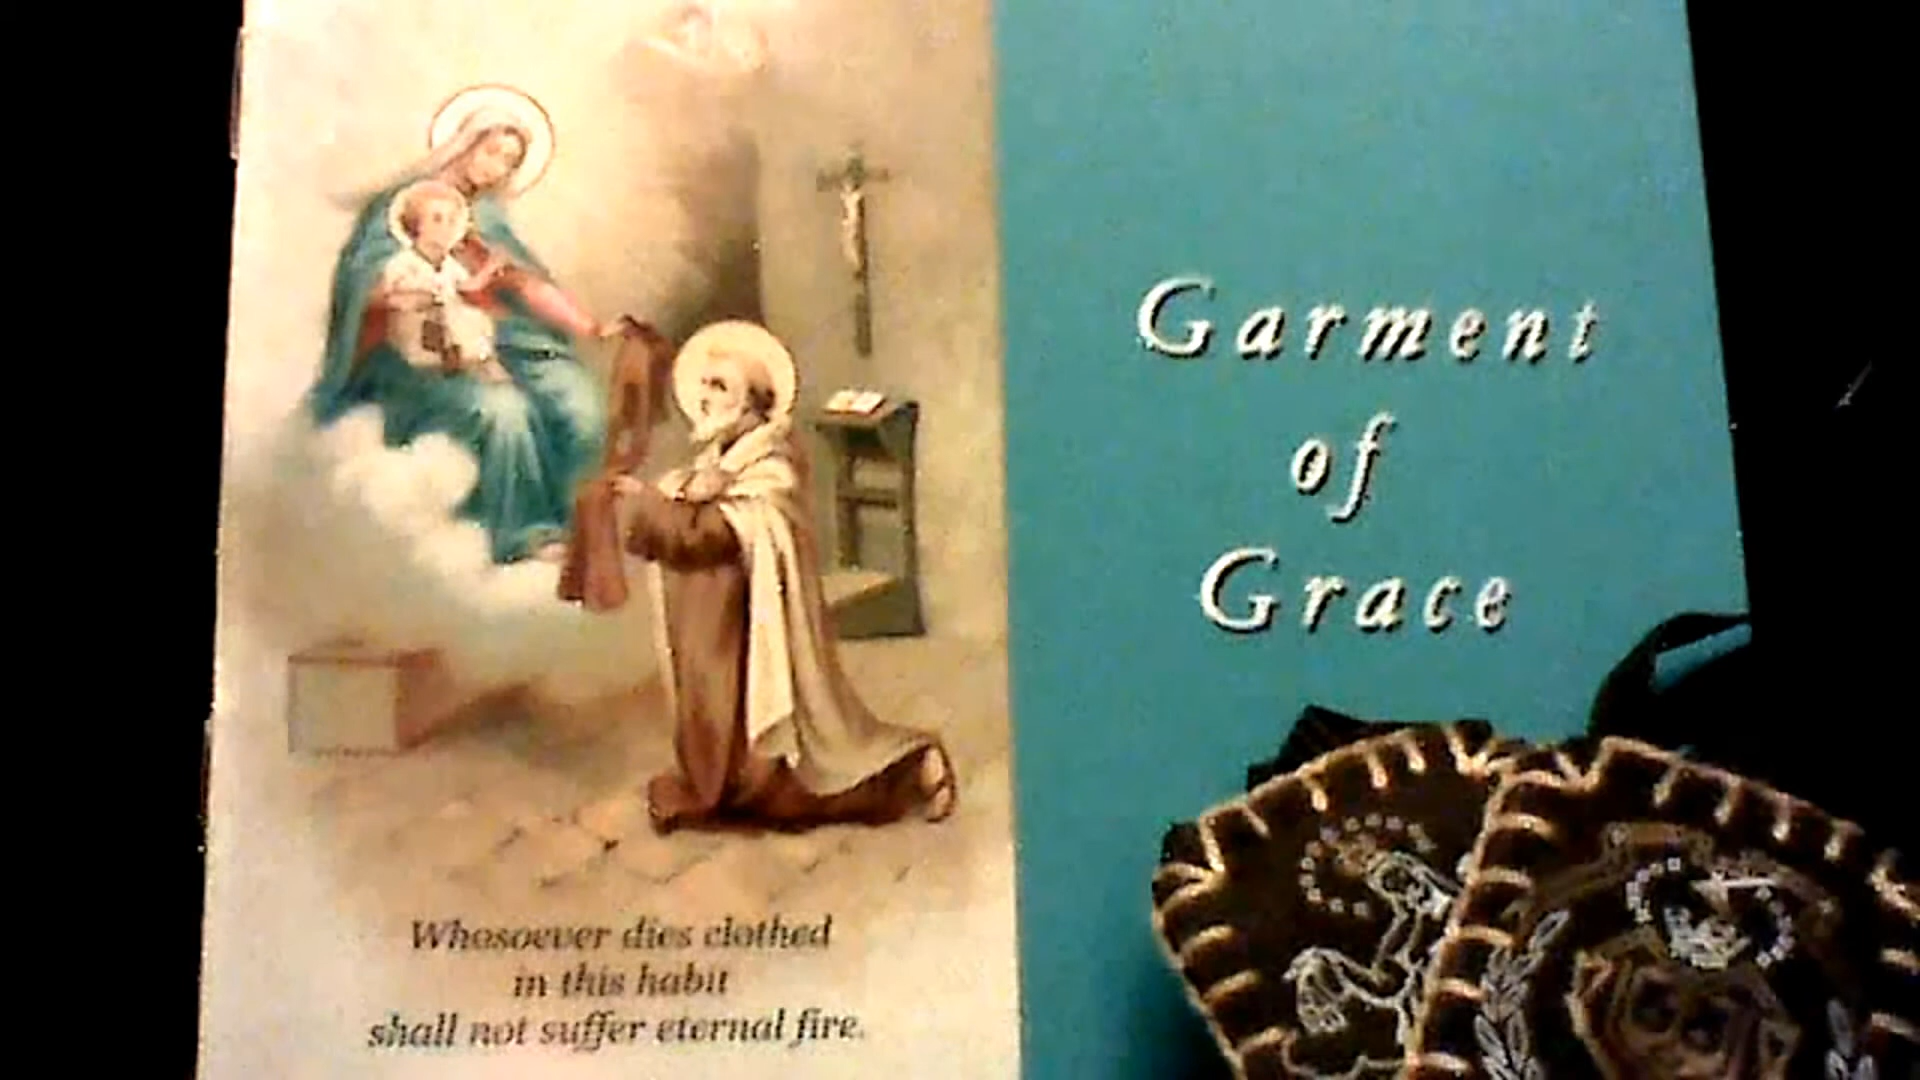 Whosoever dies clothed
in this habit
shall not suffer eternal fire.
Garment
of
Grace